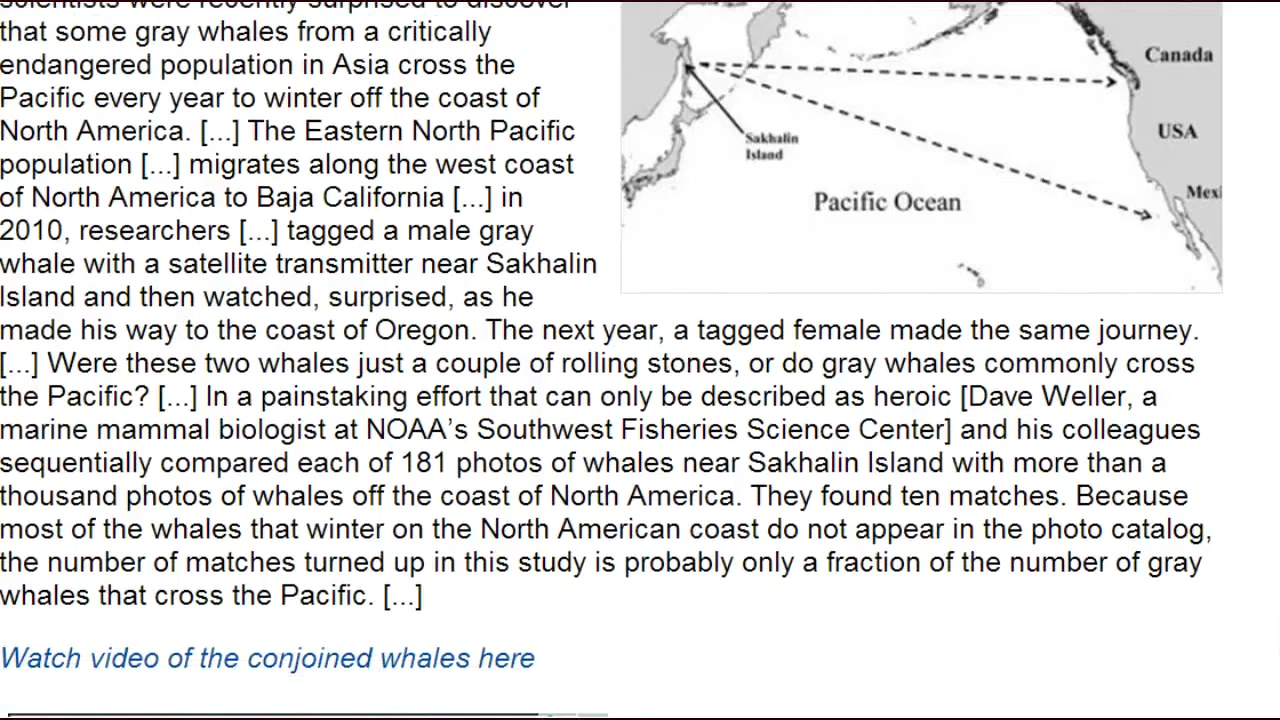 scientists were recently surprised to discover
that some gray whales from a critically
endangered population in Asia cross the
Pacific every year to winter off the coast of
North America. [...] The Eastern North Pacific
population [...] migrates along the west coast
of North America to Baja California [...] in
2010, researchers [...] tagged a male gray
whale with a satellite transmitter near Sakhalin
Island and then watched, surprised, as he
made his way to the coast of Oregon. The next year, a tagged female made the same journey.
[...] Were these two whales just a couple of rolling stones, or do gray whales commonly cross
the Pacific? [...] In a painstaking effort that can only be described as heroic [Dave Weller, a
marine mammal biologist at NOAA’s Southwest Fisheries Science Center] and his colleagues
sequentially compared each of 181 photos of whales near Sakhalin Island with more than a
thousand photos of whales off the coast of North America. They found ten matches. Because
most of the whales that winter on the North American coast do not appear in the photo catalog,
the number of matches turned up in this study is probably only a fraction of the number of gray
whales that cross the Pacific. [...]
Watch video of the conjoined whales here
Canada
USA
Mexi
Sakhalin
Island
Pacific Ocean